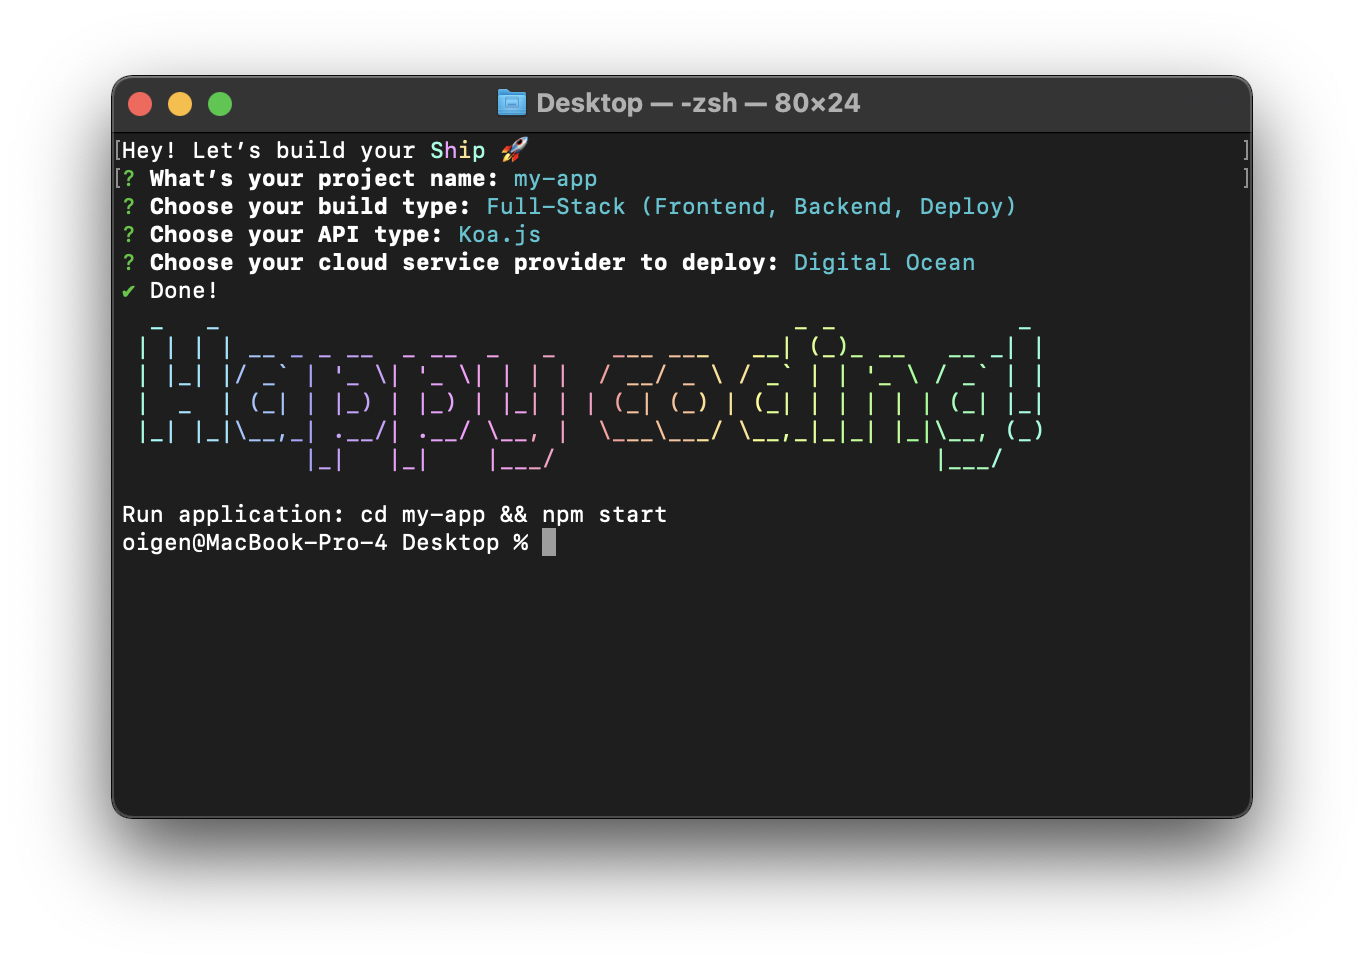 Desktop — -zsh — 80×24
Hey! Let’s build your Ship 🚀
? What’s your project name: my-app
? Choose your build type: Full-Stack (Frontend, Backend, Deploy)
? Choose your API type: Koa.js
? Choose your cloud service provider to deploy: Digital Ocean
✔ Done!
Happy coding!
Run application: cd my-app && npm start
oigen@MacBook-Pro-4 Desktop %